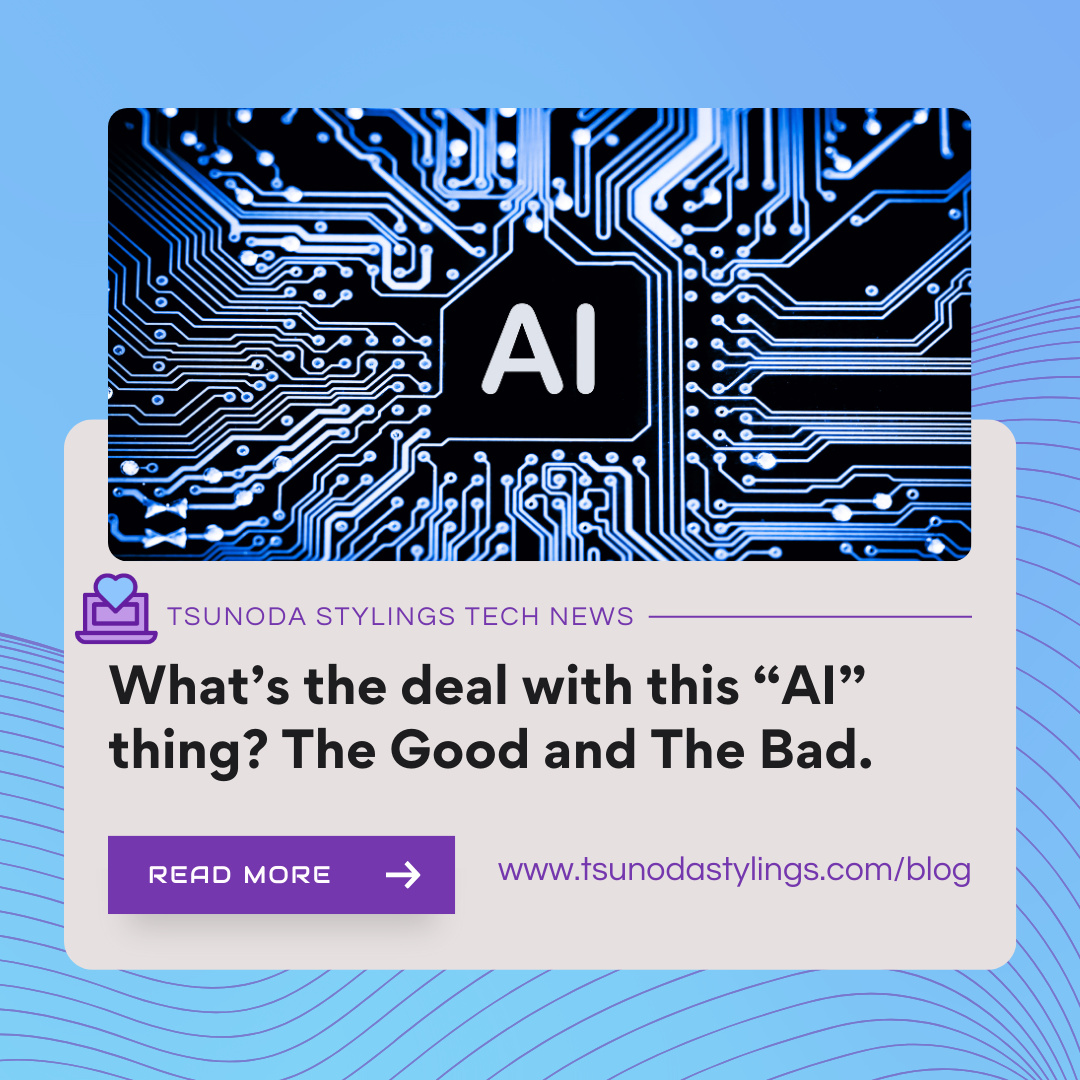 AI
TSUNODA STYLINGS TECH NEWS
What’s the deal with this “AI”
thing? The Good and The Bad.
READ MORE
www.tsunodastylings.com/blog